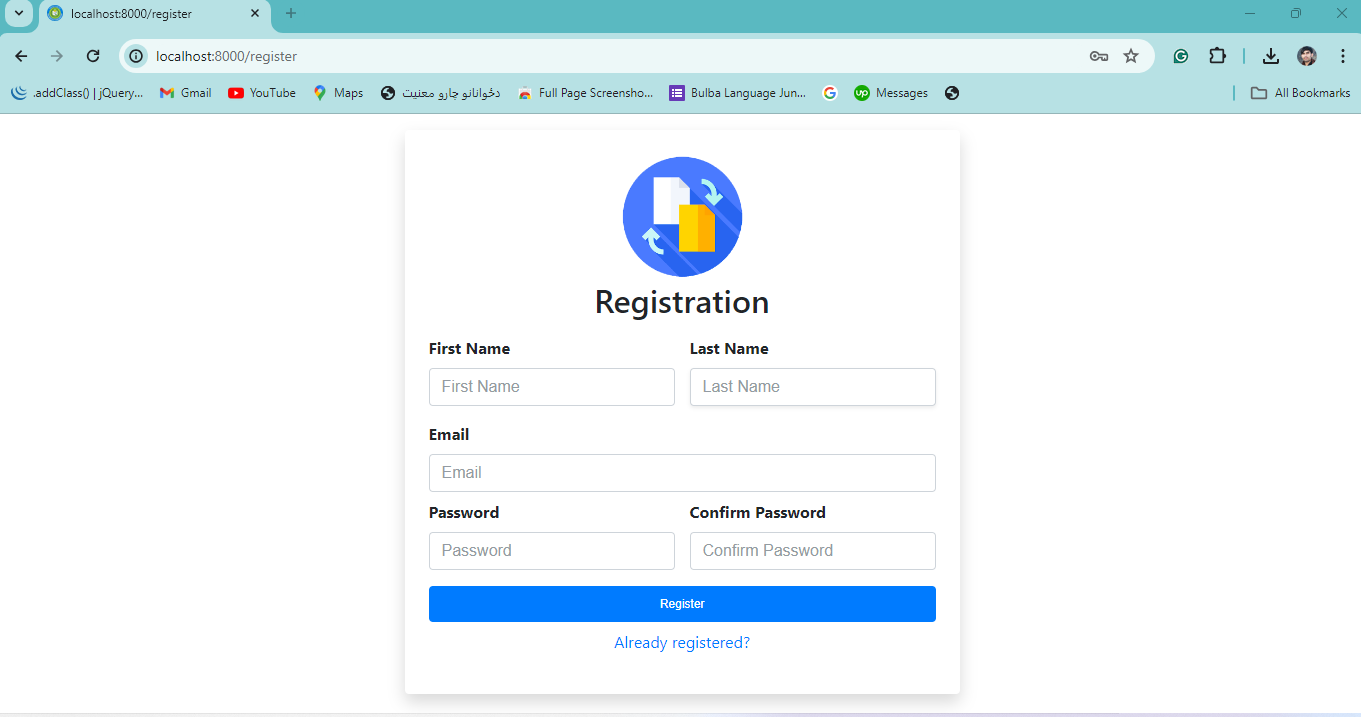 localhost:8000/register
localhost:8000/register
.addClass() | jQuery... Gmail YouTube Maps دځوانانو چارو معنیت Full Page Screensho... Bulba Language Jun... Messages All Bookmarks
Registration
First Name Last Name
First Name Last Name
Email
Email
Password Confirm Password
Password Confirm Password
Register
Already registered?